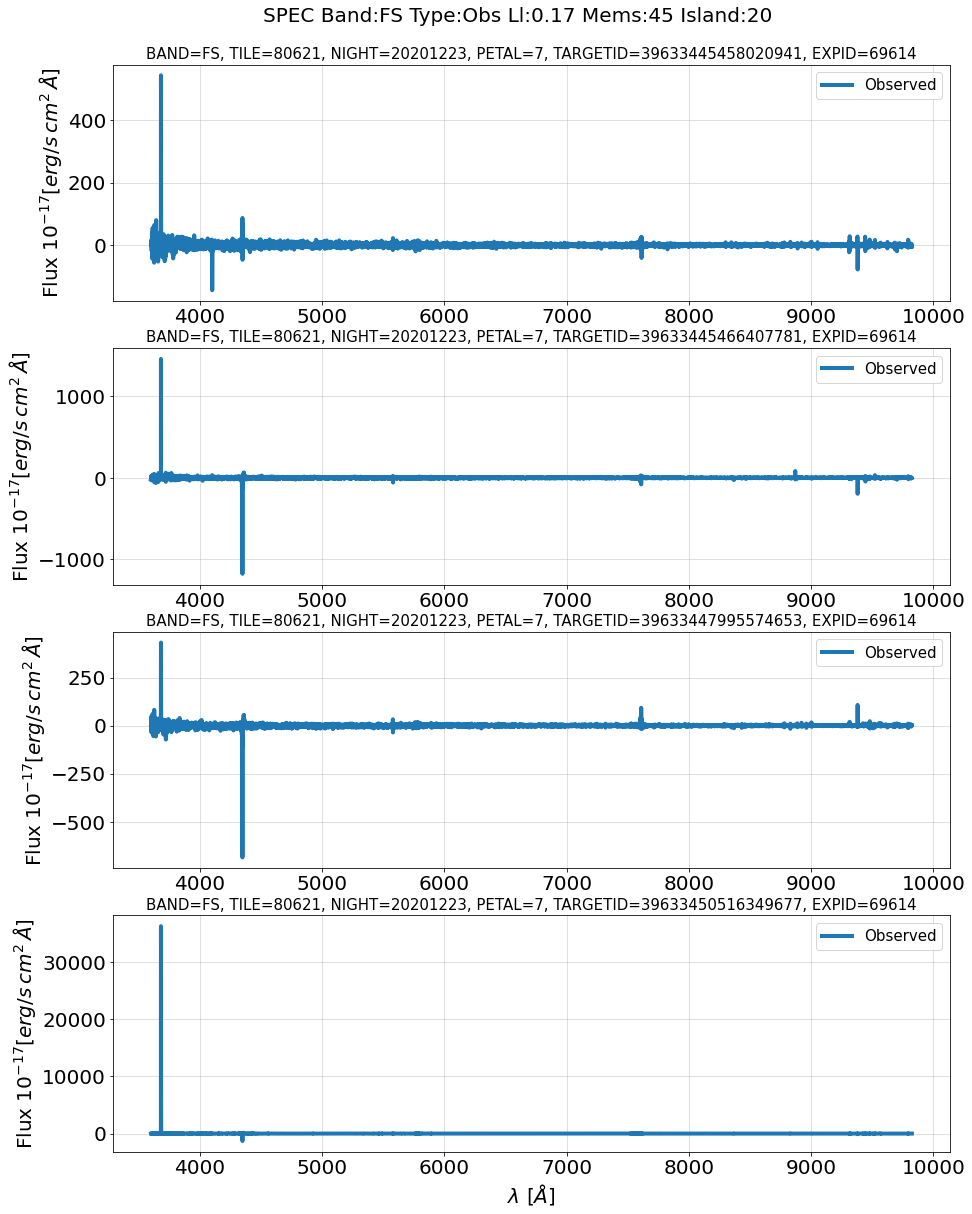 SPEC Band:FS Type:Obs Ll:0.17 Mems:45 Island:20
BAND=FS, TILE=80621, NIGHT=20201223, PETAL=7, TARGETID=39633445458020941, EXPID=69614
Observed
Flux 10⁻¹⁷[erg/s cm² Å]
400
200
0
4000 5000 6000 7000 8000 9000 10000
BAND=FS, TILE=80621, NIGHT=20201223, PETAL=7, TARGETID=39633445466407781, EXPID=69614
Observed
Flux 10⁻¹⁷[erg/s cm² Å]
1000
0
−1000
4000 5000 6000 7000 8000 9000 10000
BAND=FS, TILE=80621, NIGHT=20201223, PETAL=7, TARGETID=39633447995574653, EXPID=69614
Observed
Flux 10⁻¹⁷[erg/s cm² Å]
250
0
−250
−500
4000 5000 6000 7000 8000 9000 10000
BAND=FS, TILE=80621, NIGHT=20201223, PETAL=7, TARGETID=39633450516349677, EXPID=69614
Observed
Flux 10⁻¹⁷[erg/s cm² Å]
30000
20000
10000
0
4000 5000 6000 7000 8000 9000 10000
λ [Å]